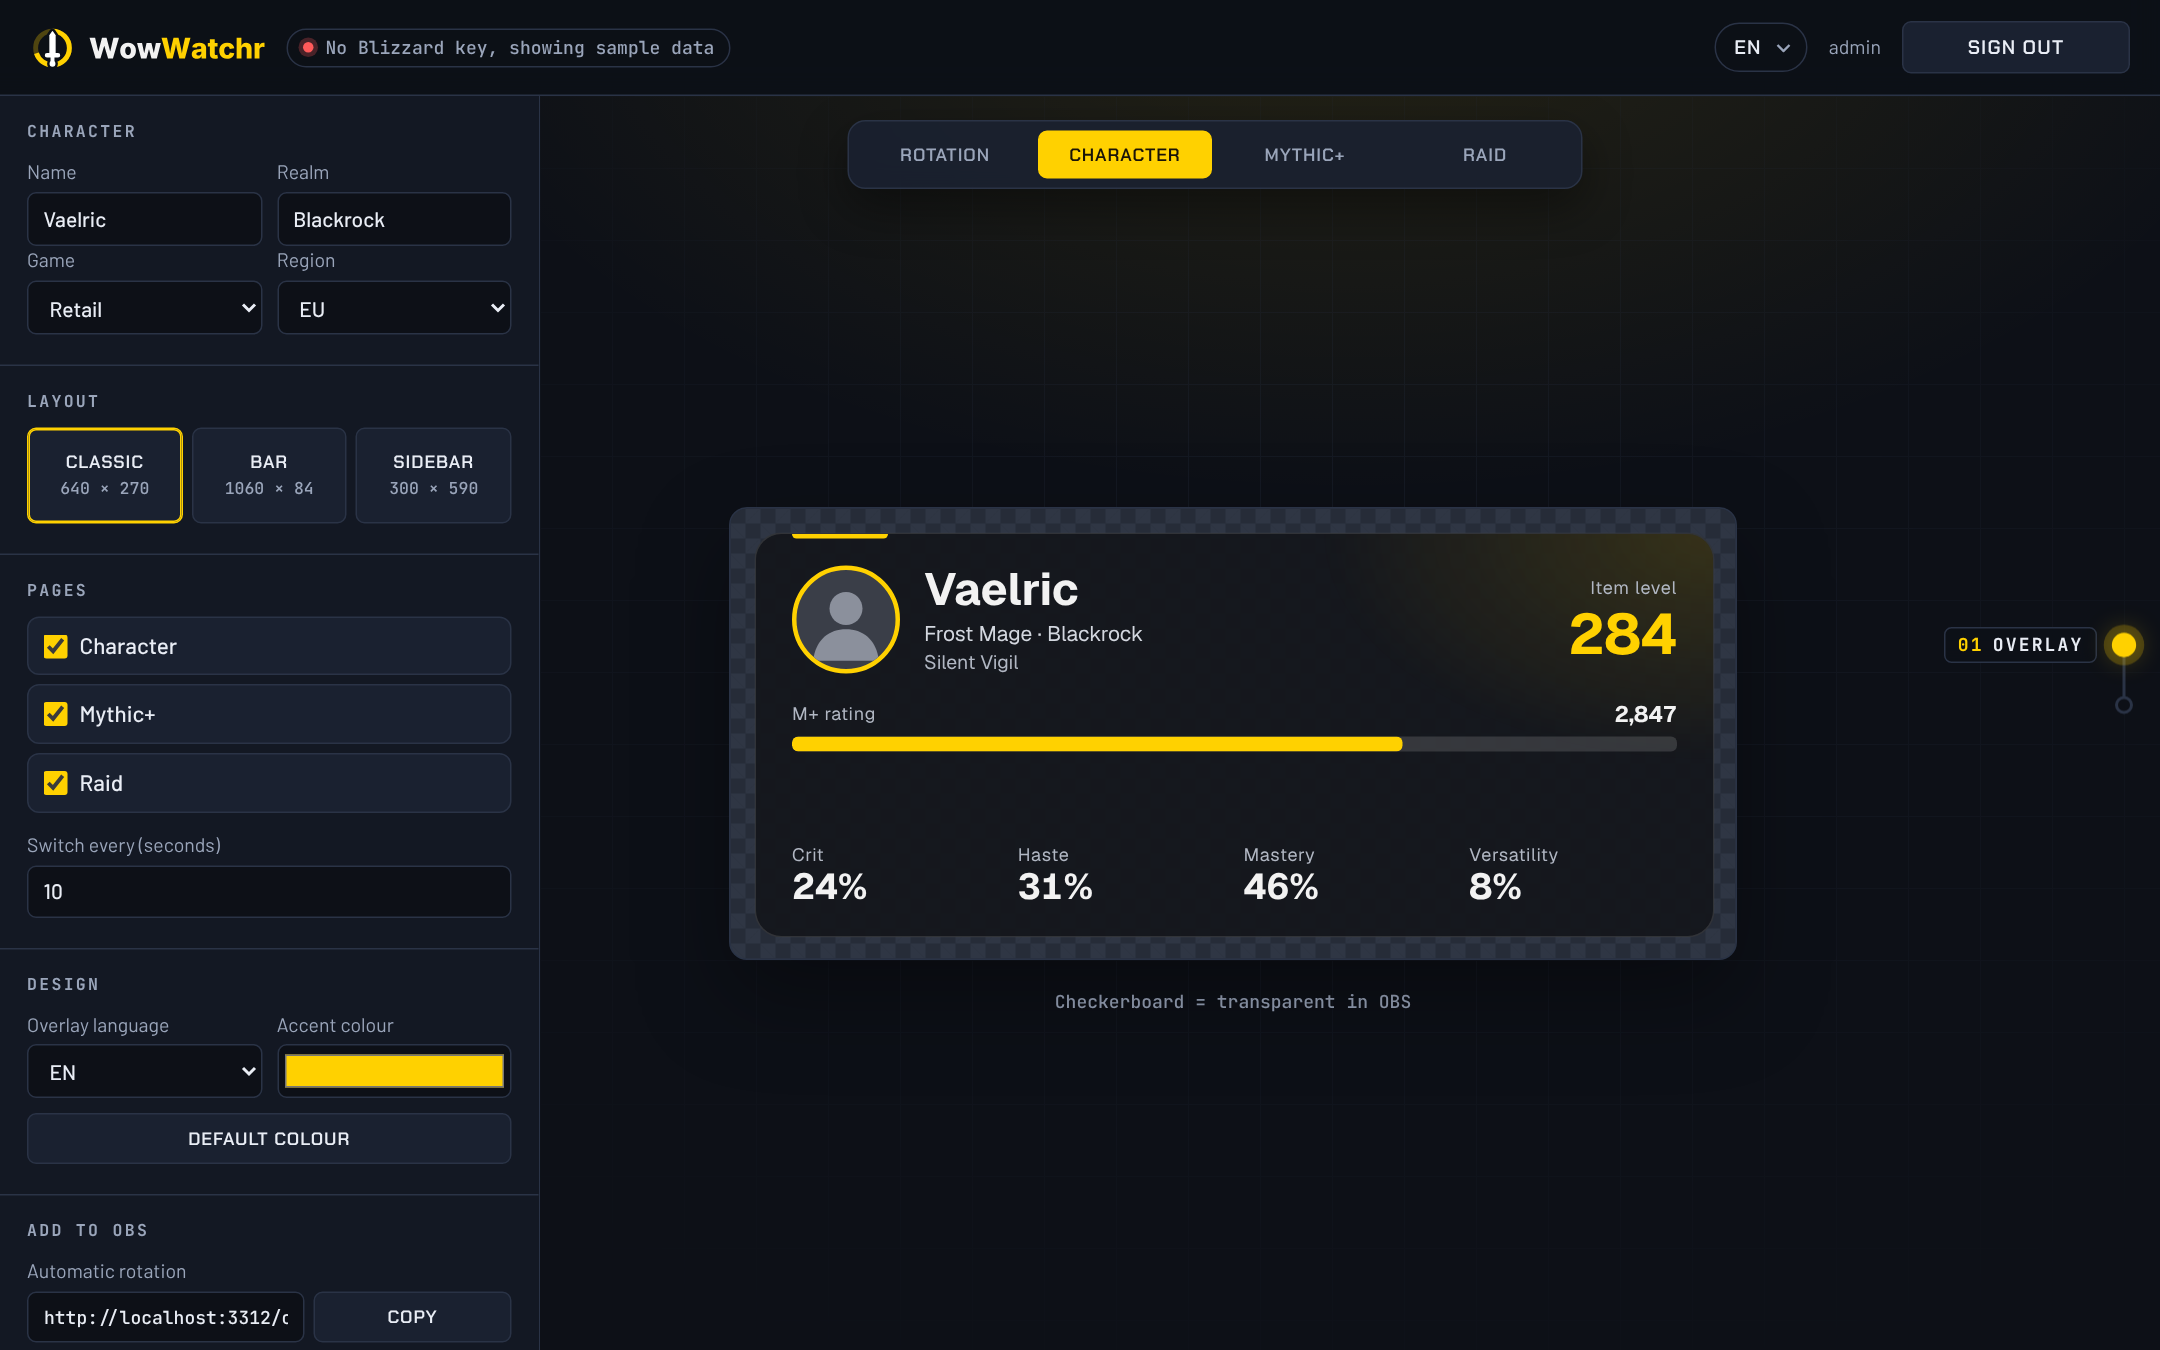 WowWatchr
No Blizzard key, showing sample data
EN
admin
SIGN OUT
CHARACTER
Name
Realm
Vaelric
Blackrock
Game
Region
Retail
EU
LAYOUT
CLASSIC
640 × 270
BAR
1060 × 84
SIDEBAR
300 × 590
PAGES
Character
Mythic+
Raid
Switch every (seconds)
10
DESIGN
Overlay language
Accent colour
EN
DEFAULT COLOUR
ADD TO OBS
Automatic rotation
http://localhost:3312/
COPY
ROTATION
CHARACTER
MYTHIC+
RAID
Vaelric
Frost Mage · Blackrock
Silent Vigil
Item level
284
M+ rating
2,847
Crit
24%
Haste
31%
Mastery
46%
Versatility
8%
Checkerboard = transparent in OBS
01 OVERLAY